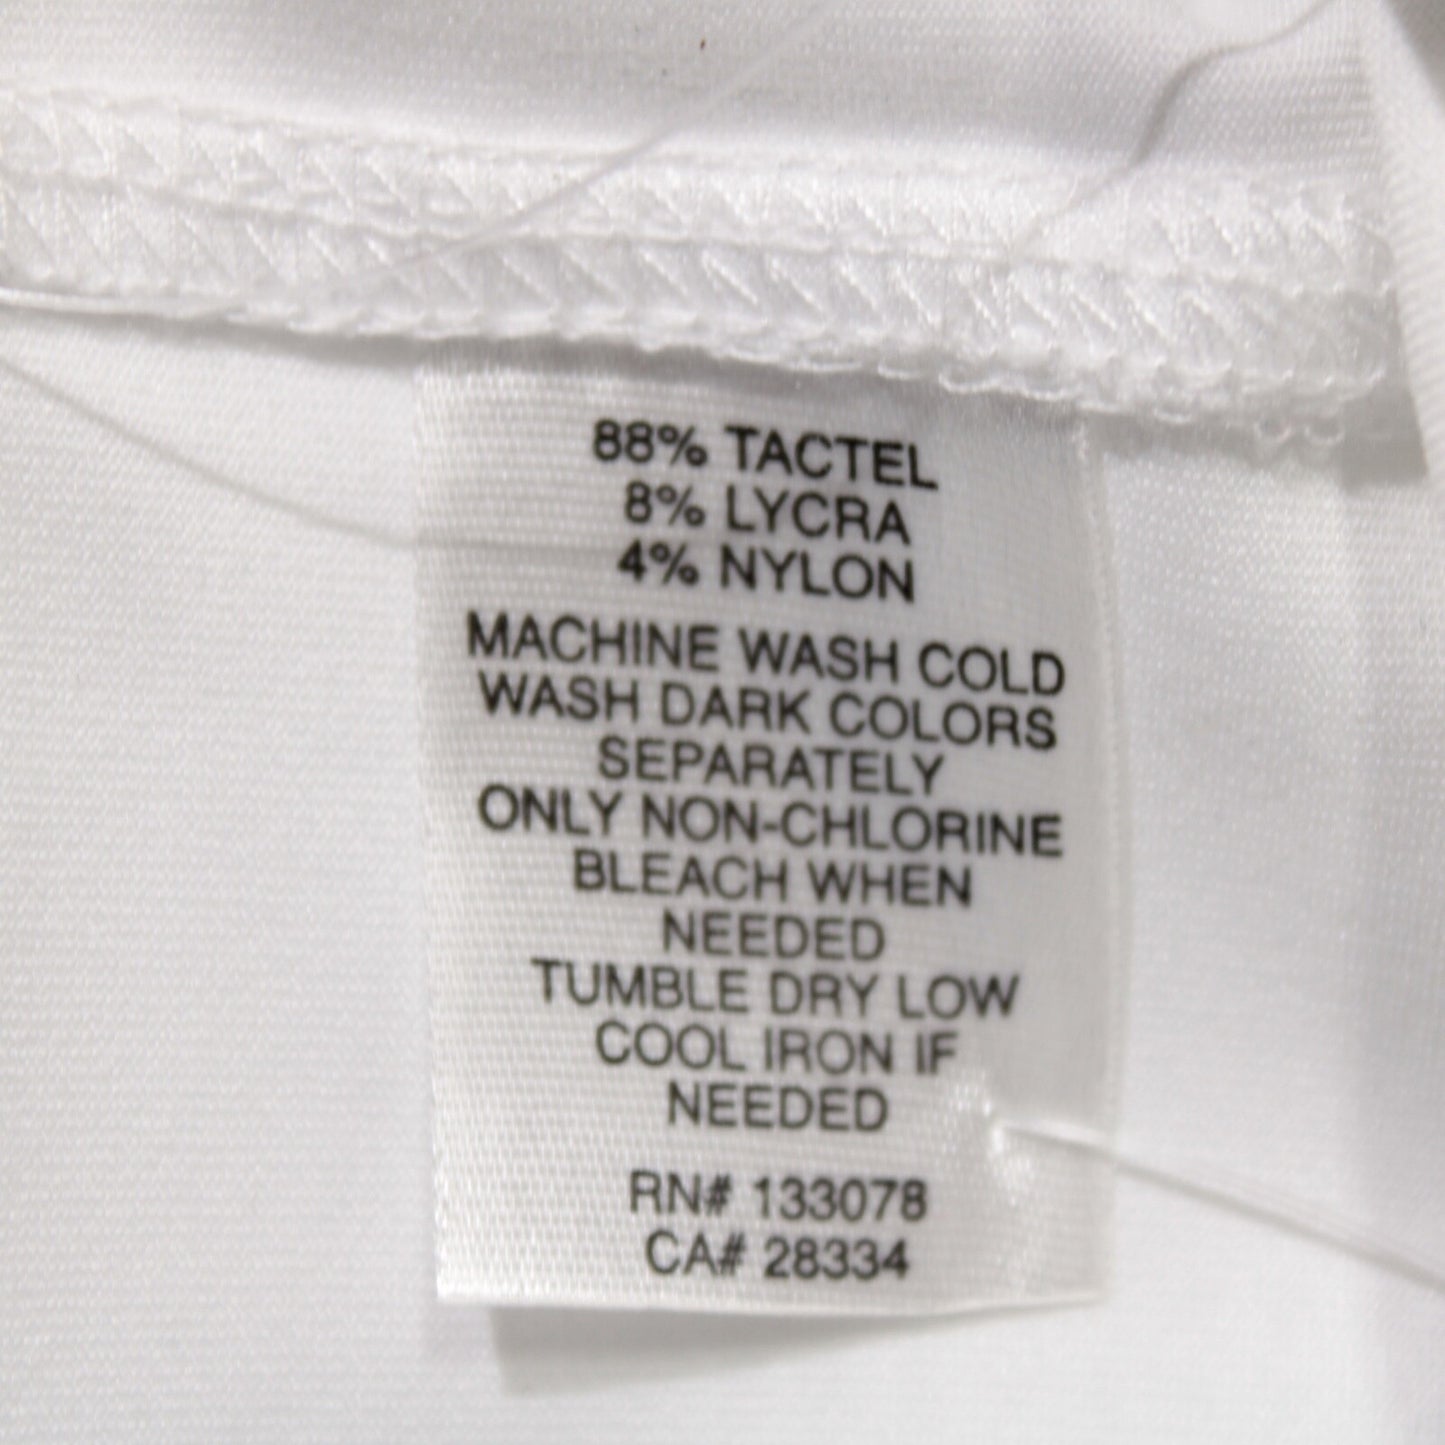 88% TACTEL
8% LYCRA
4% NYLON
MACHINE WASH COLD
WASH DARK COLORS
SEPARATELY
ONLY NON-CHLORINE
BLEACH WHEN
NEEDED
TUMBLE DRY LOW
COOL IRON IF
NEEDED
RN# 133078
CA# 28334